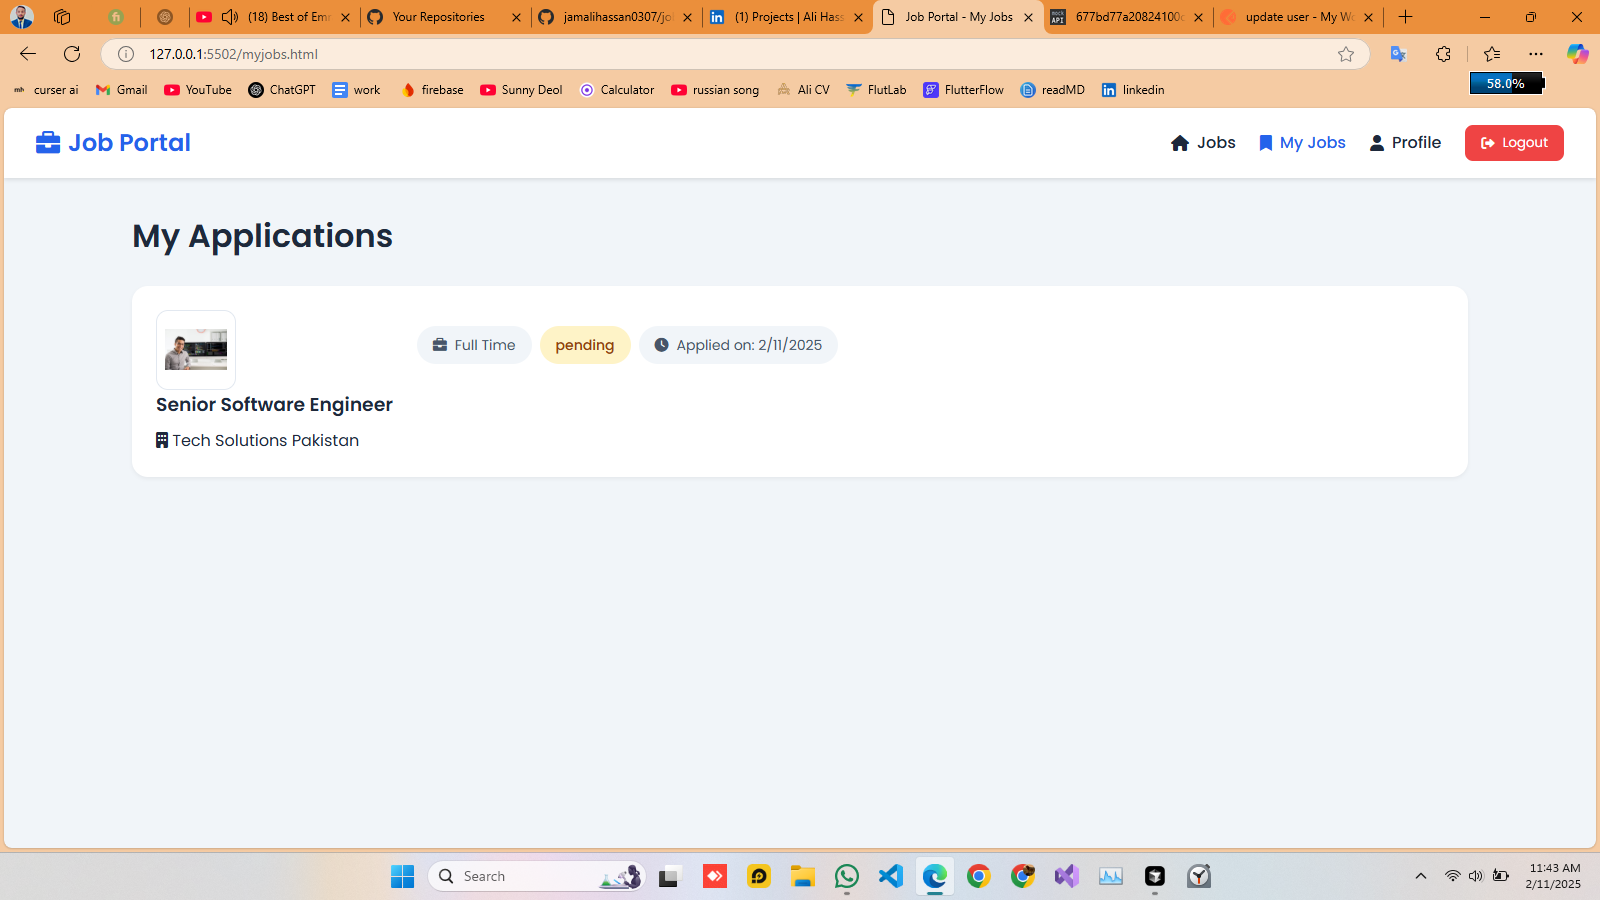 (18) Best of Emr
Your Repositories
jamalihassan0307/jo
(1) Projects | Ali Hass
Job Portal - My Jobs
677bd77a20824100
update user - My W
127.0.0.1:5502/myjobs.html
58.0%
curser ai
Gmail
YouTube
ChatGPT
work
firebase
Sunny Deol
Calculator
russian song
Ali CV
FlutLab
FlutterFlow
readMD
linkedin
Job Portal
Jobs
My Jobs
Profile
Logout
My Applications
Full Time
pending
Applied on: 2/11/2025
Senior Software Engineer
Tech Solutions Pakistan
Search
11:43 AM
2/11/2025